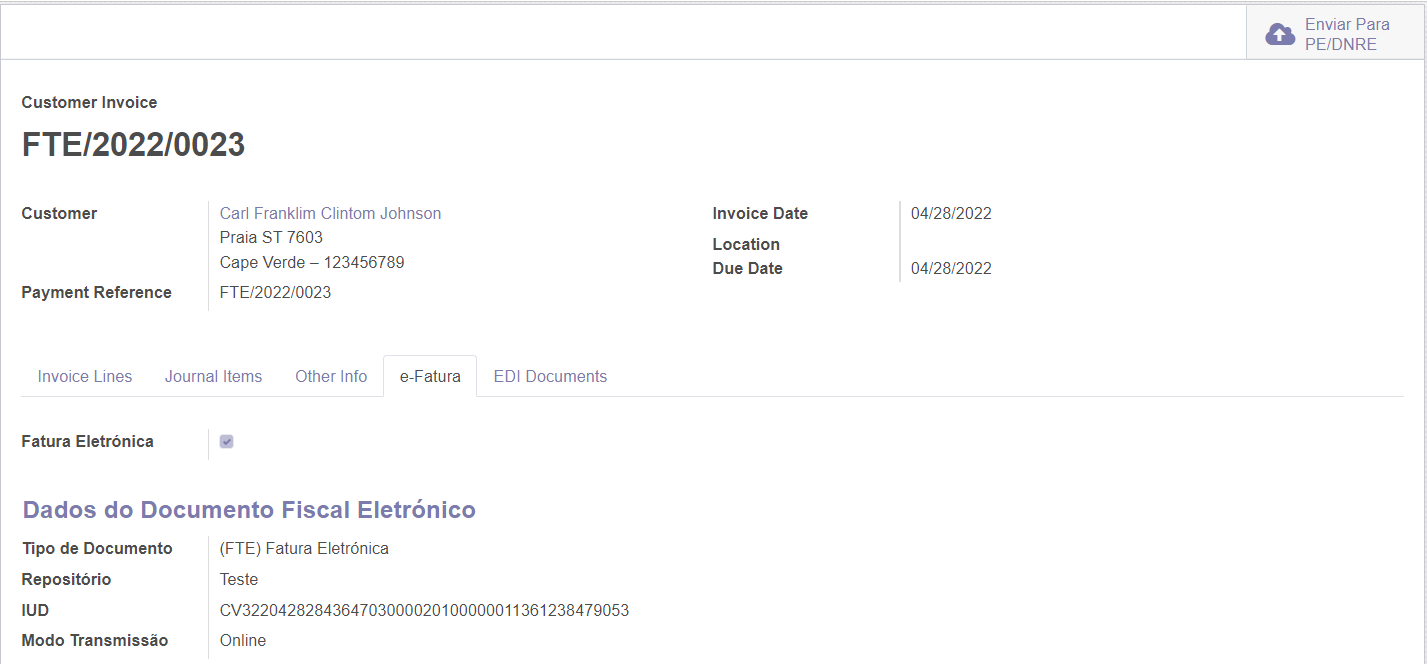 Enviar Para
PE/DNRE
Customer Invoice
FTE/2022/0023
Customer Carl Franklim Clintom Johnson
Praia ST 7603
Cape Verde – 123456789
Payment Reference FTE/2022/0023
Invoice Date 04/28/2022
Location
Due Date 04/28/2022
Invoice Lines Journal Items Other Info e-Fatura EDI Documents
Fatura Eletrónica
Dados do Documento Fiscal Eletrónico
Tipo de Documento (FTE) Fatura Eletrónica
Repositório Teste
IUD CV3220428284364703000020100000011361238479053
Modo Transmissão Online